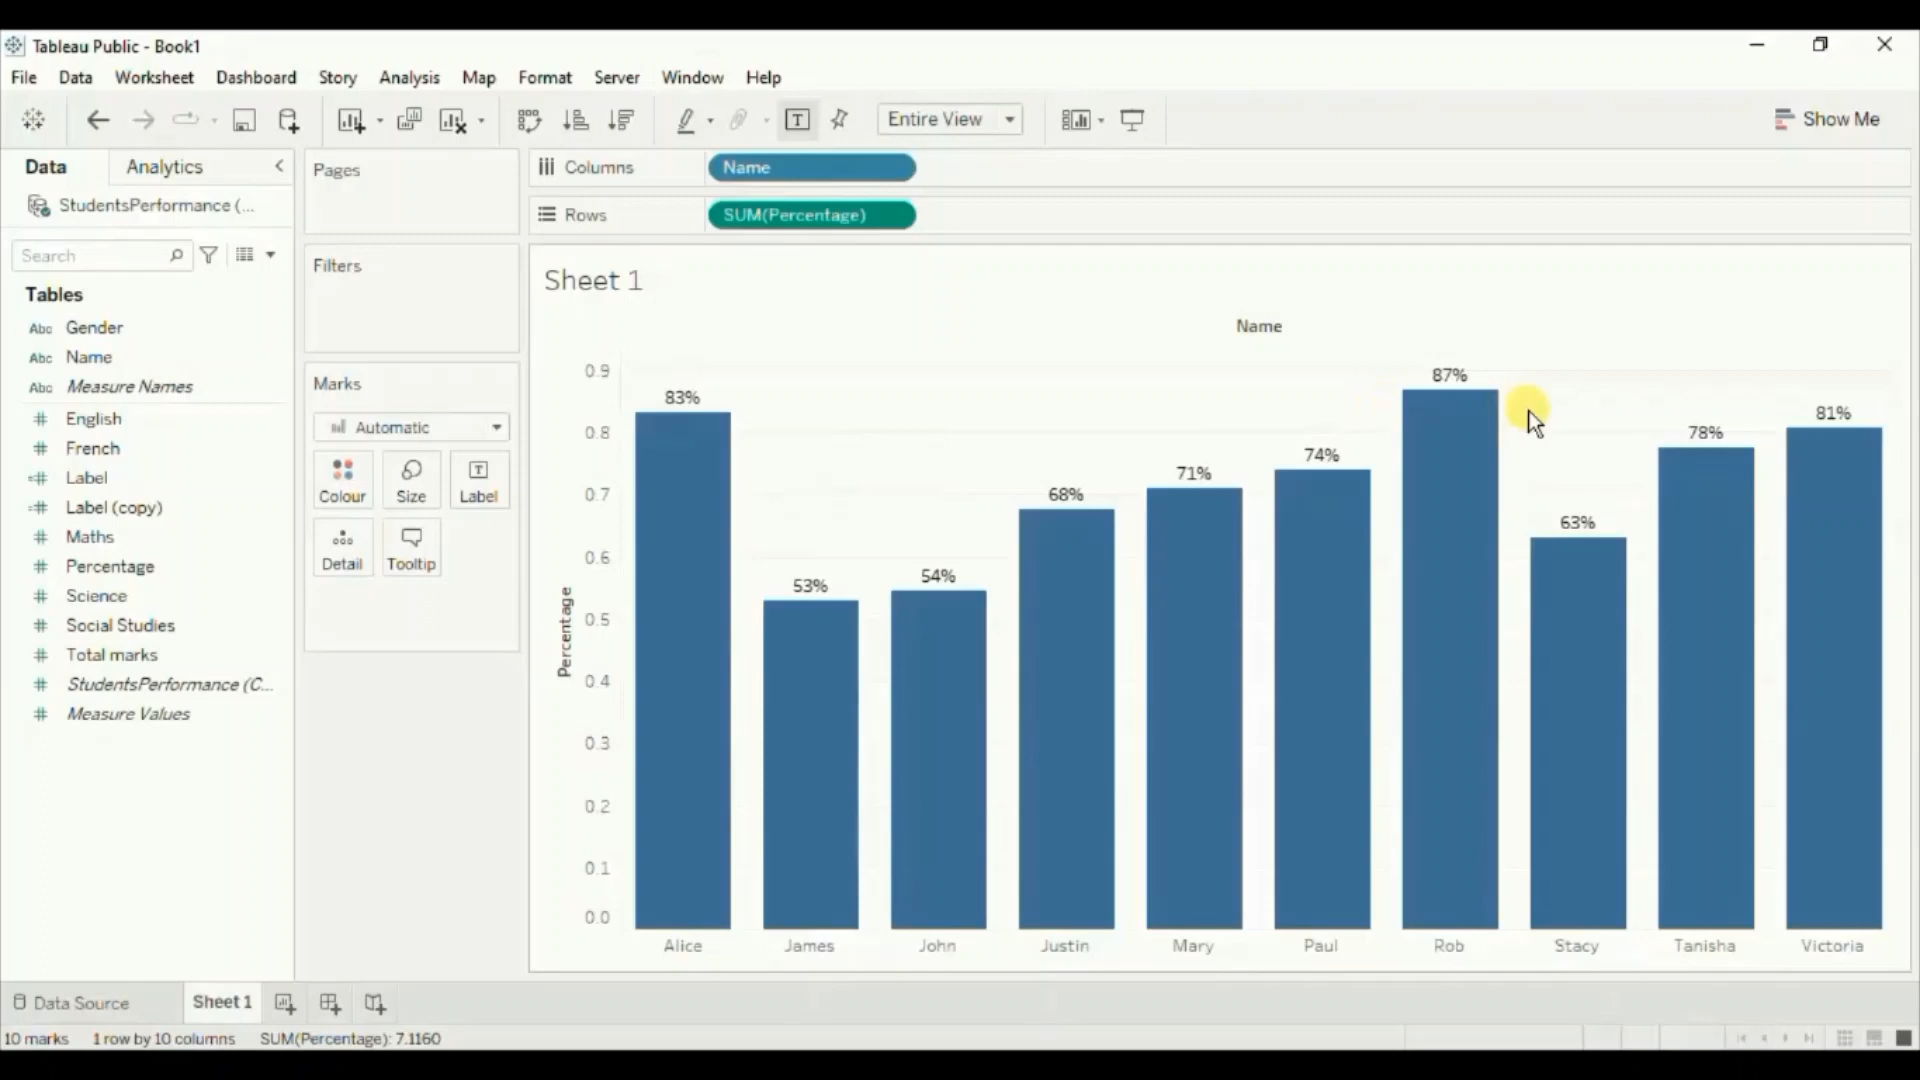 Tableau Public - Book1
File Data Worksheet Dashboard Story Analysis Map Format Server Window Help
Entire View
Show Me
Data Analytics
StudentsPerformance (...
Search
Tables
Abc Gender
Abc Name
Abc Measure Names
# English
# French
=# Label
=# Label (copy)
# Maths
# Percentage
# Science
# Social Studies
# Total marks
# StudentsPerformance (C...
# Measure Values
Pages
Filters
Marks
Automatic
Colour Size Label
Detail Tooltip
Columns Name
Rows SUM(Percentage)
Sheet 1
Name
Percentage
0.9
0.8
0.7
0.6
0.5
0.4
0.3
0.2
0.1
0.0
83% 53% 54% 68% 71% 74% 87% 63% 78% 81%
Alice James John Justin Mary Paul Rob Stacy Tanisha Victoria
Data Source Sheet 1
10 marks 1 row by 10 columns SUM(Percentage): 7.1160